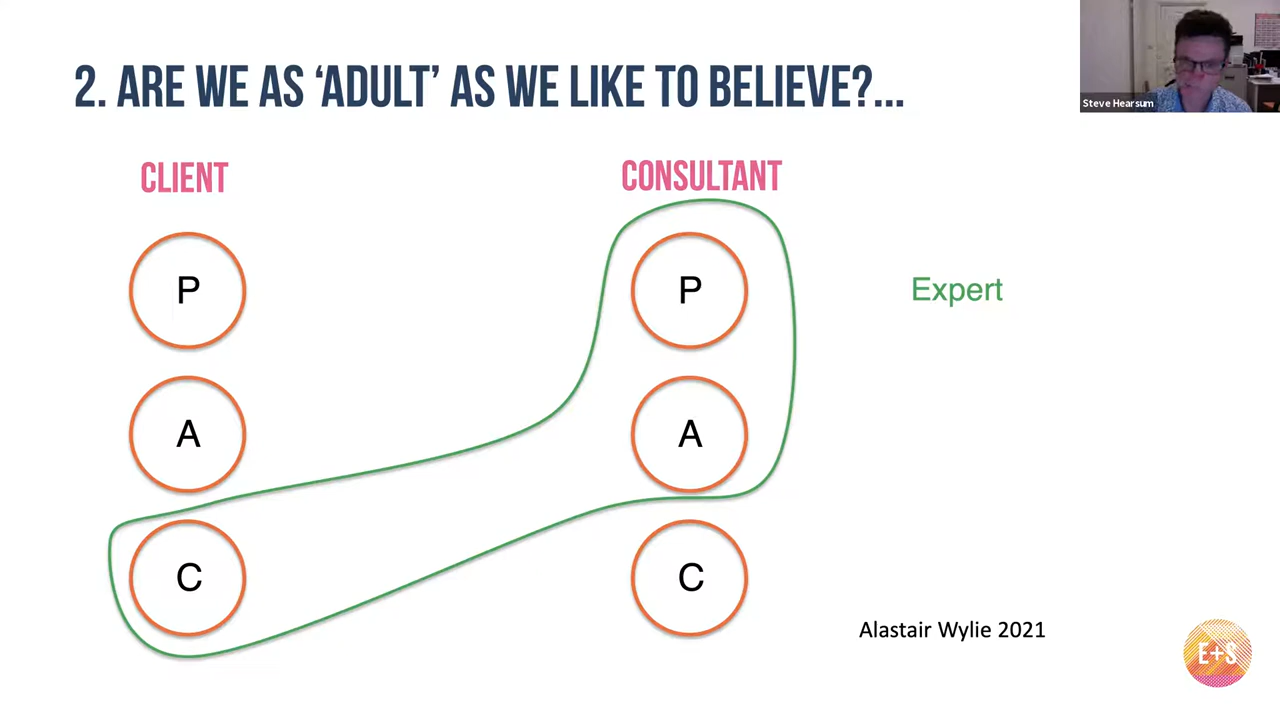 2. ARE WE AS ‘ADULT’ AS WE LIKE TO BELIEVE?...
Steve Hearsum
CLIENT
CONSULTANT
P
P
Expert
A
A
C
C
Alastair Wylie 2021
E+S